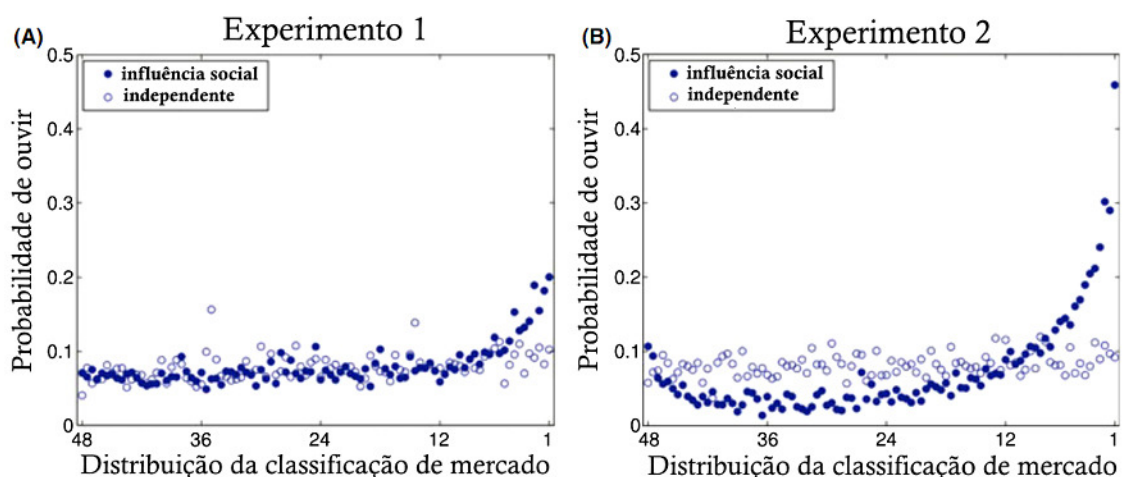 (A)
Experimento 1
Probabilidade de ouvir
0.5
0.4
0.3
0.2
0.1
0
influência social
independente
48 36 24 12 1
Distribuição da classificação de mercado
(B)
Experimento 2
Probabilidade de ouvir
0.5
0.4
0.3
0.2
0.1
0
influência social
independente
48 36 24 12 1
Distribuição da classificação de mercado